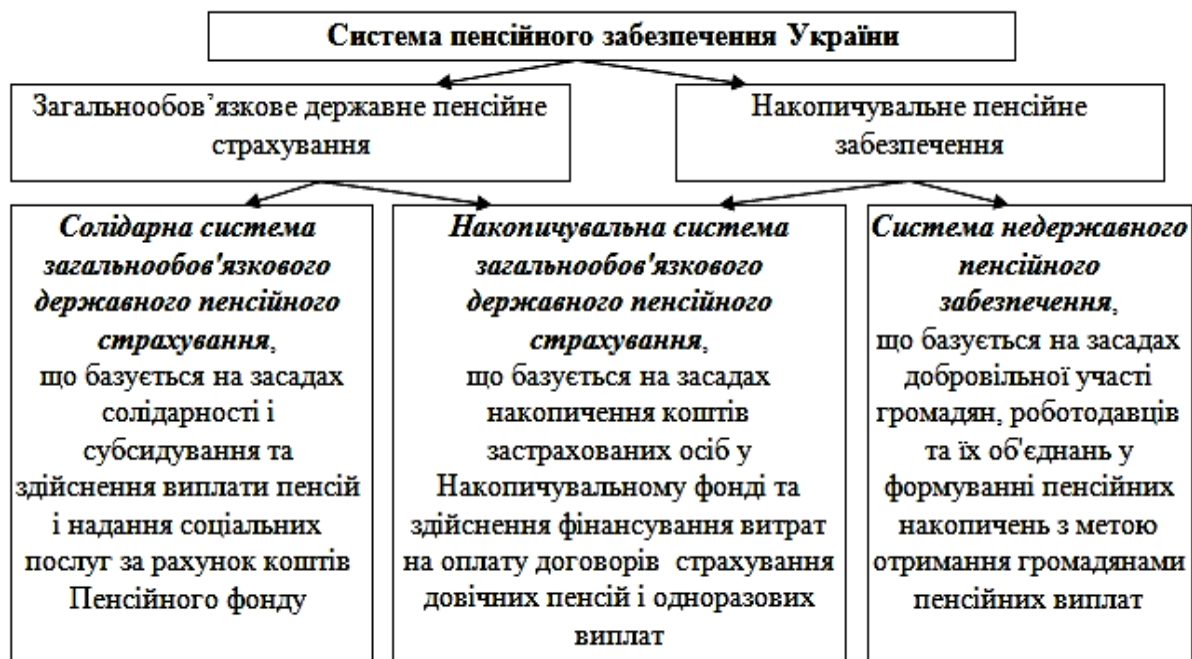 Система пенсійного забезпечення України
Загальнообов’язкове державне пенсійне
страхування
Накопичувальне пенсійне
забезпечення
Солідарна система
загальнообов'язкового
державного пенсійного
страхування,
що базується на засадах
солідарності і
субсидування та
здійснення виплати пенсій
і надання соціальних
послуг за рахунок коштів
Пенсійного фонду
Накопичувальна система
загальнообов'язкового
державного пенсійного
страхування,
що базується на засадах
накопичення коштів
застрахованих осіб у
Накопичувальному фонді та
здійснення фінансування витрат
на оплату договорів страхування
довічних пенсій і одноразових
виплат
Система недержавного
пенсійного
забезпечення,
що базується на засадах
добровільної участі
громадян, роботодавців
та їх об'єднань у
формуванні пенсійних
накопичень з метою
отримання громадянами
пенсійних виплат